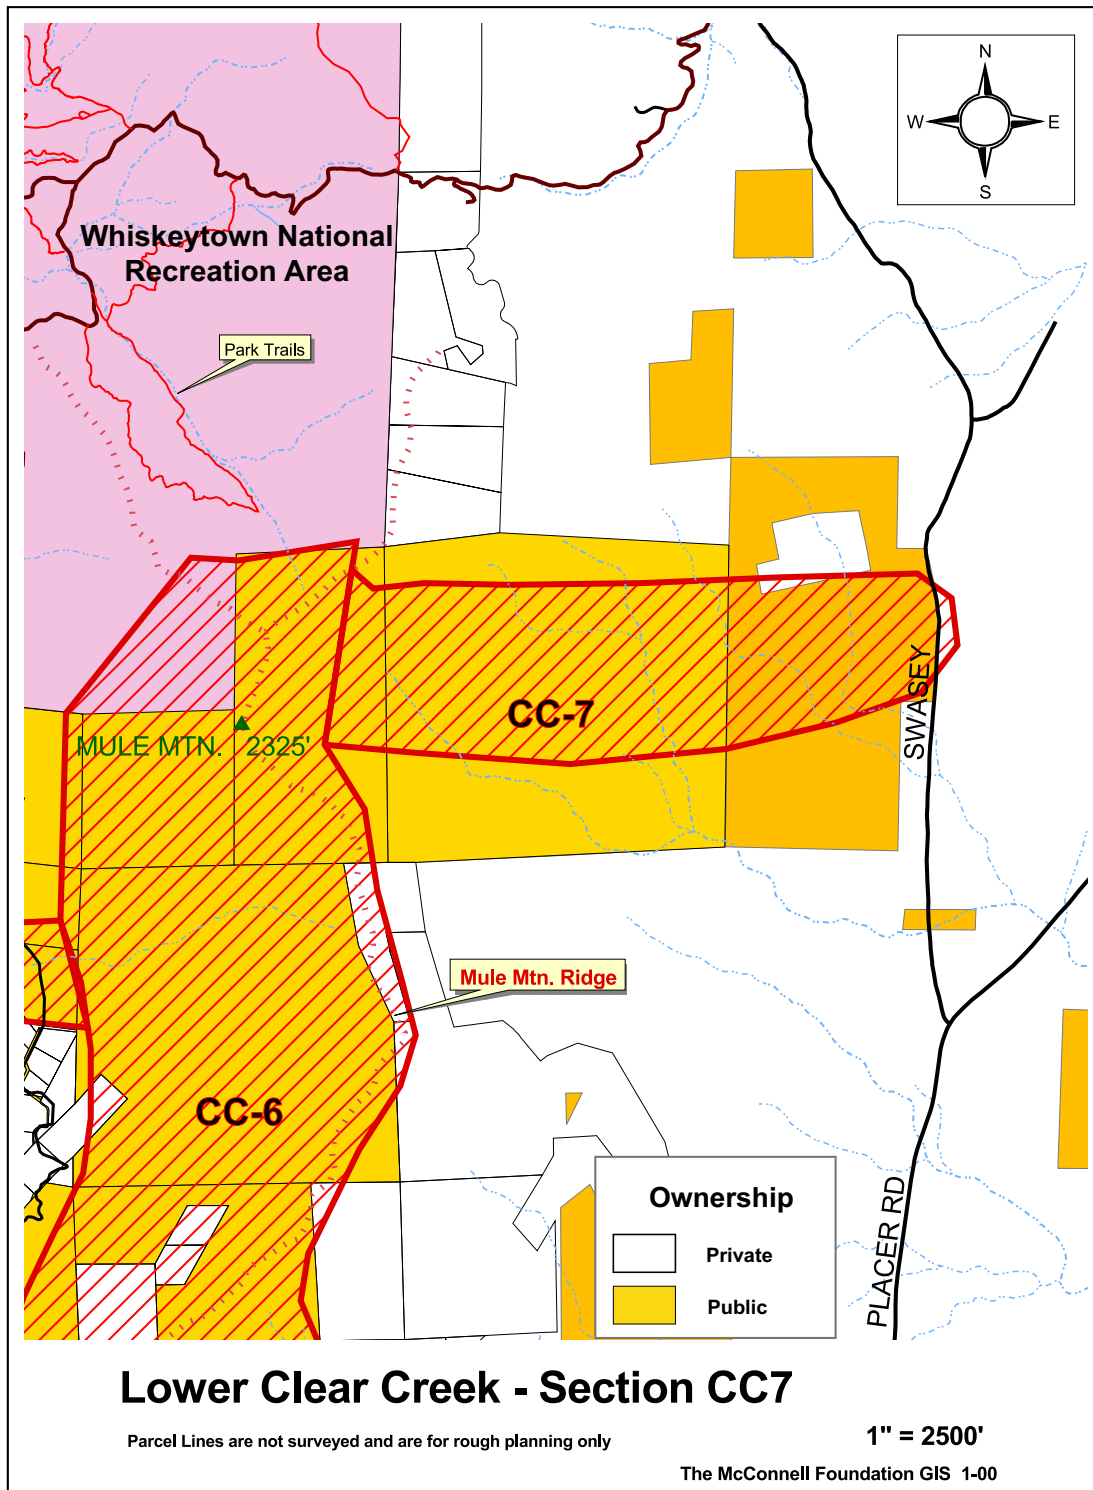 N
W E
S
Whiskeytown National
Recreation Area
Park Trails
CC-7
SWASEY
MULE MTN. 2325'
Mule Mtn. Ridge
CC-6
Ownership
Private
Public
PLACER RD
Lower Clear Creek - Section CC7
Parcel Lines are not surveyed and are for rough planning only
1" = 2500'
The McConnell Foundation GIS 1-00